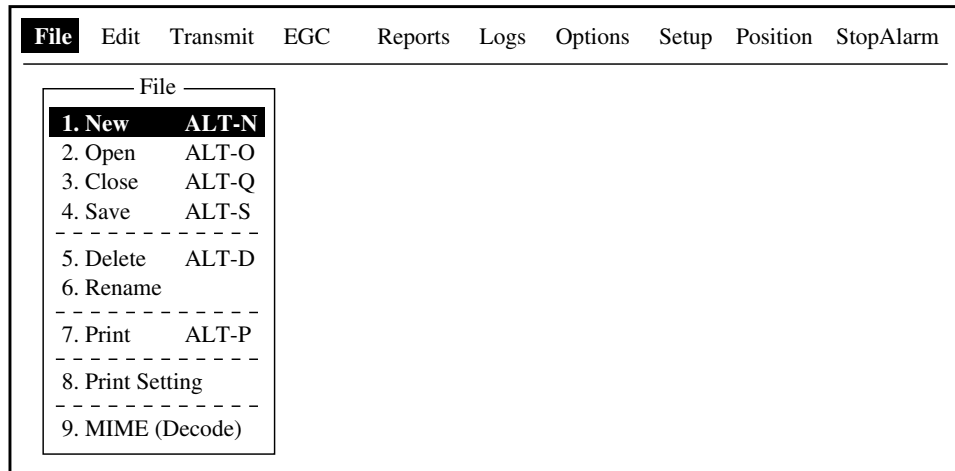 File Edit Transmit EGC Reports Logs Options Setup Position StopAlarm
File
1. New ALT-N
2. Open ALT-O
3. Close ALT-Q
4. Save ALT-S
5. Delete ALT-D
6. Rename
7. Print ALT-P
8. Print Setting
9. MIME (Decode)